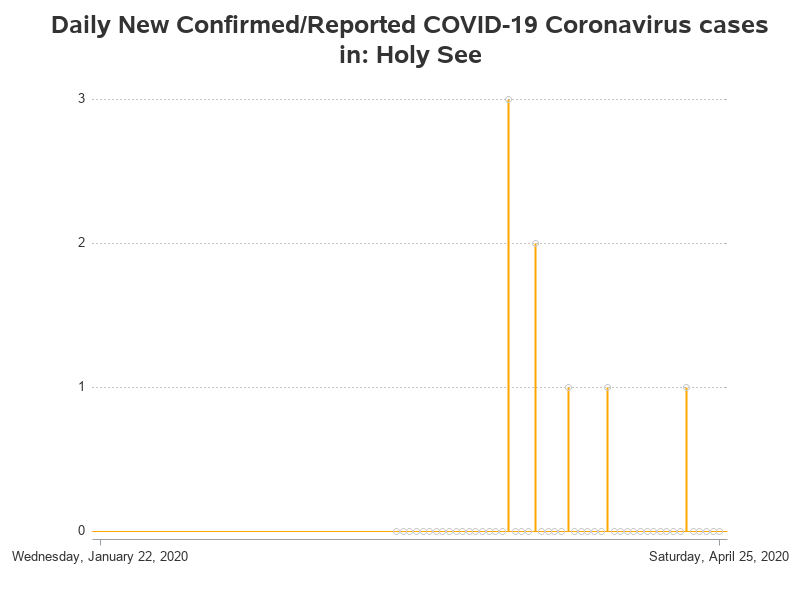 Daily New Confirmed/Reported COVID-19 Coronavirus cases
in: Holy See
3
2
1
0
Wednesday, January 22, 2020
Saturday, April 25, 2020